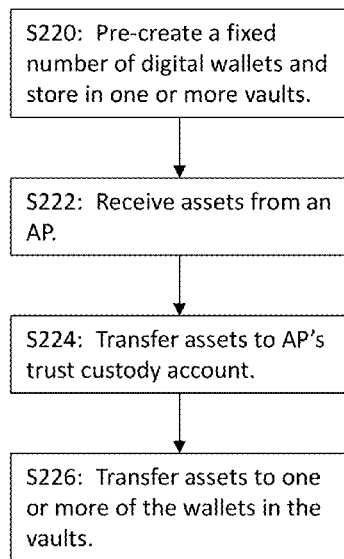 S220:  Pre-create a fixed
number of digital wallets and
store in one or more vaults.
S222:  Receive assets from an
AP.
S224:  Transfer assets to AP's
trust custody account.
S226:  Transfer assets to one
or more of the wallets in the
vaults.